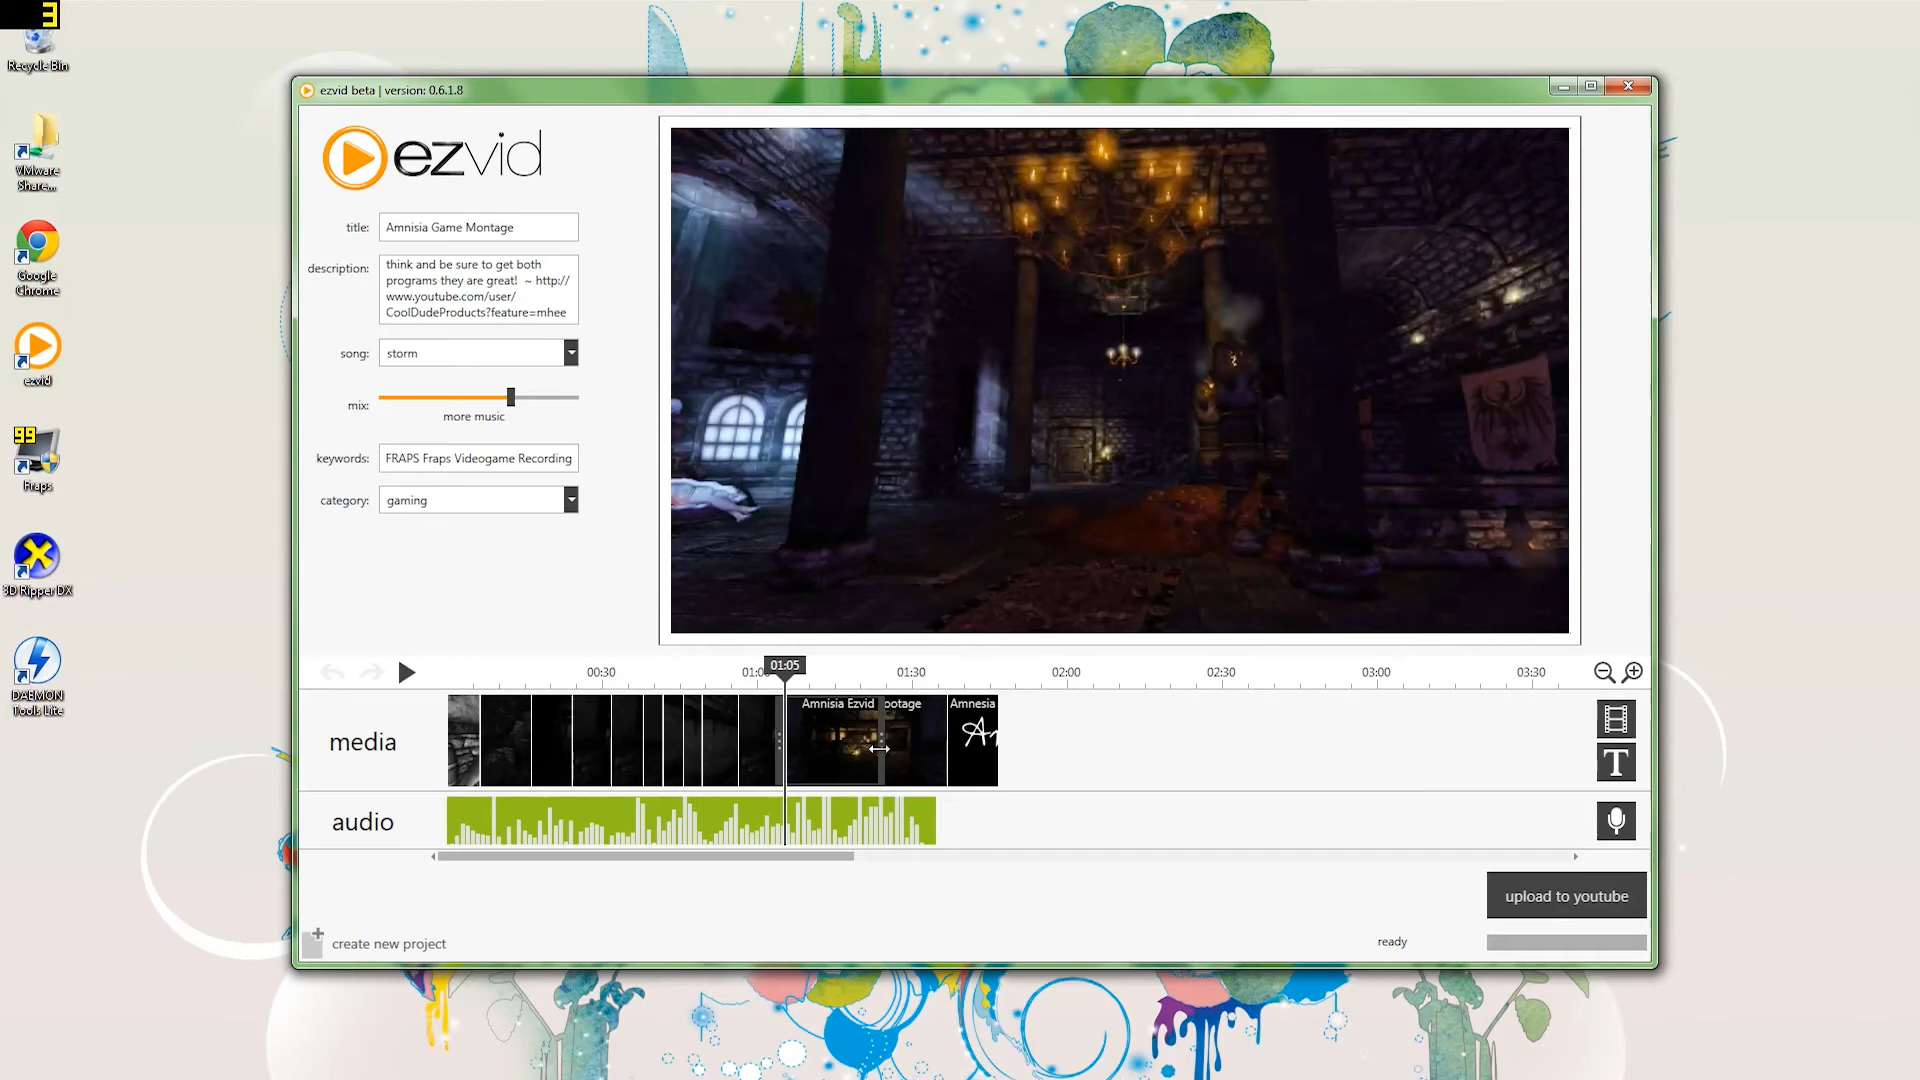 3
Recycle Bin
VMware
Share...
Google
Chrome
ezvid
99
Fraps
3D Ripper DX
DAEMON
Tools Lite
ezvid beta | version: 0.6.1.8
ezvid
title: Amnisia Game Montage
description: think and be sure to get both
programs they are great! ~ http://
www.youtube.com/user/
CoolDudeProducts?feature=mhee
song: storm
mix:
more music
keywords: FRAPS Fraps Videogame Recording
category: gaming
00:30 01:05 01:30 02:00 02:30 03:00 03:30
media Amnisia Ezvid ootage Amnesia
audio
upload to youtube
create new project
ready